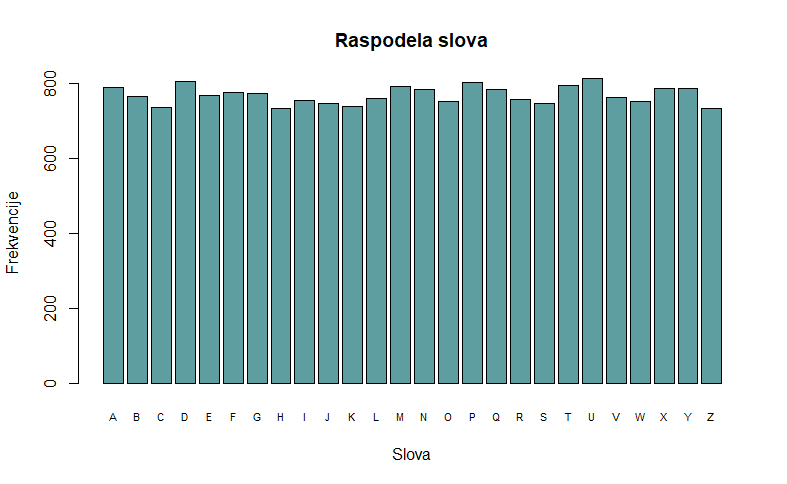 Raspodela slova
Frekvencije
800
600
400
200
0
A B C D E F G H I J K L M N O P Q R S T U V W X Y Z
Slova